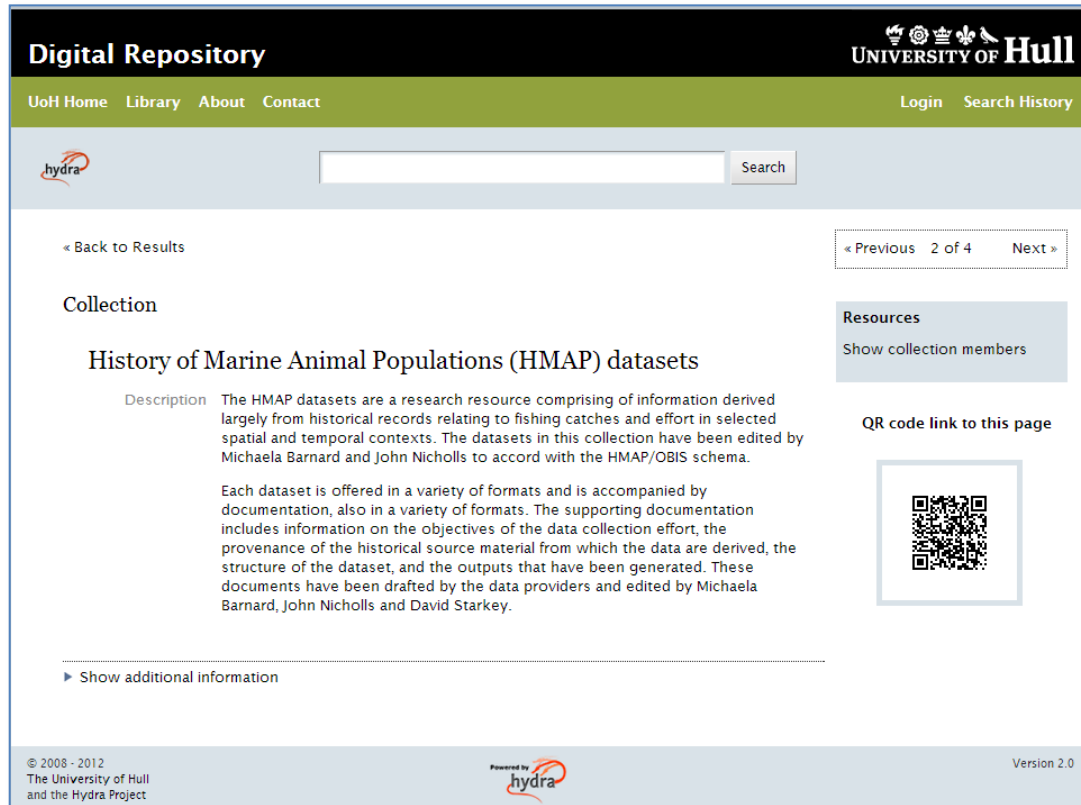 Digital Repository
UNIVERSITY OF Hull
UoH Home Library About Contact
Login Search History
hydra
Search
« Back to Results
« Previous 2 of 4 Next »
Collection
Resources
Show collection members
History of Marine Animal Populations (HMAP) datasets
Description The HMAP datasets are a research resource comprising of information derived
largely from historical records relating to fishing catches and effort in selected
spatial and temporal contexts. The datasets in this collection have been edited by
Michaela Barnard and John Nicholls to accord with the HMAP/OBIS schema.
Each dataset is offered in a variety of formats and is accompanied by
documentation, also in a variety of formats. The supporting documentation
includes information on the objectives of the data collection effort, the
provenance of the historical source material from which the data are derived, the
structure of the dataset, and the outputs that have been generated. These
documents have been drafted by the data providers and edited by Michaela
Barnard, John Nicholls and David Starkey.
QR code link to this page
Show additional information
© 2008 - 2012
The University of Hull
and the Hydra Project
Powered by
hydra
Version 2.0